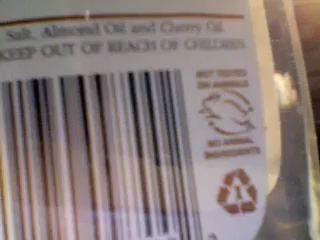 Salt, Almond Oil and Cherry Oil.
KEEP OUT OF REACH OF CHILDREN.
NOT TESTED
ON ANIMALS
NO ANIMAL
INGREDIENTS
1